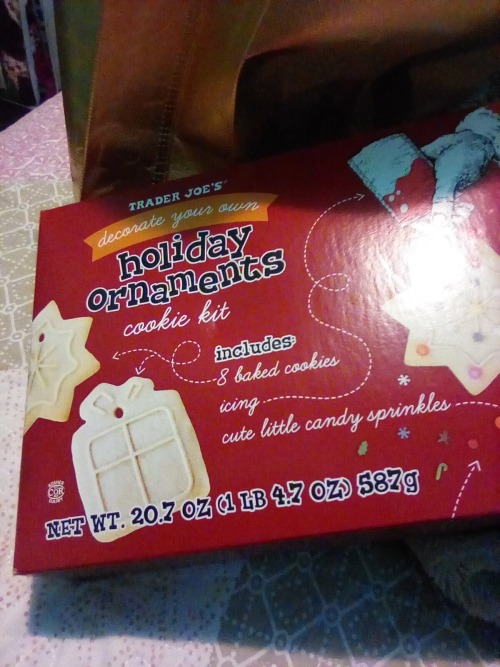 TRADER JOE'S
decorate your own
holiday
ornaments
cookie kit
includes:
8 baked cookies
icing
cute little candy sprinkles
COR
NET WT. 20.7 OZ (1 LB 4.7 OZ) 587g